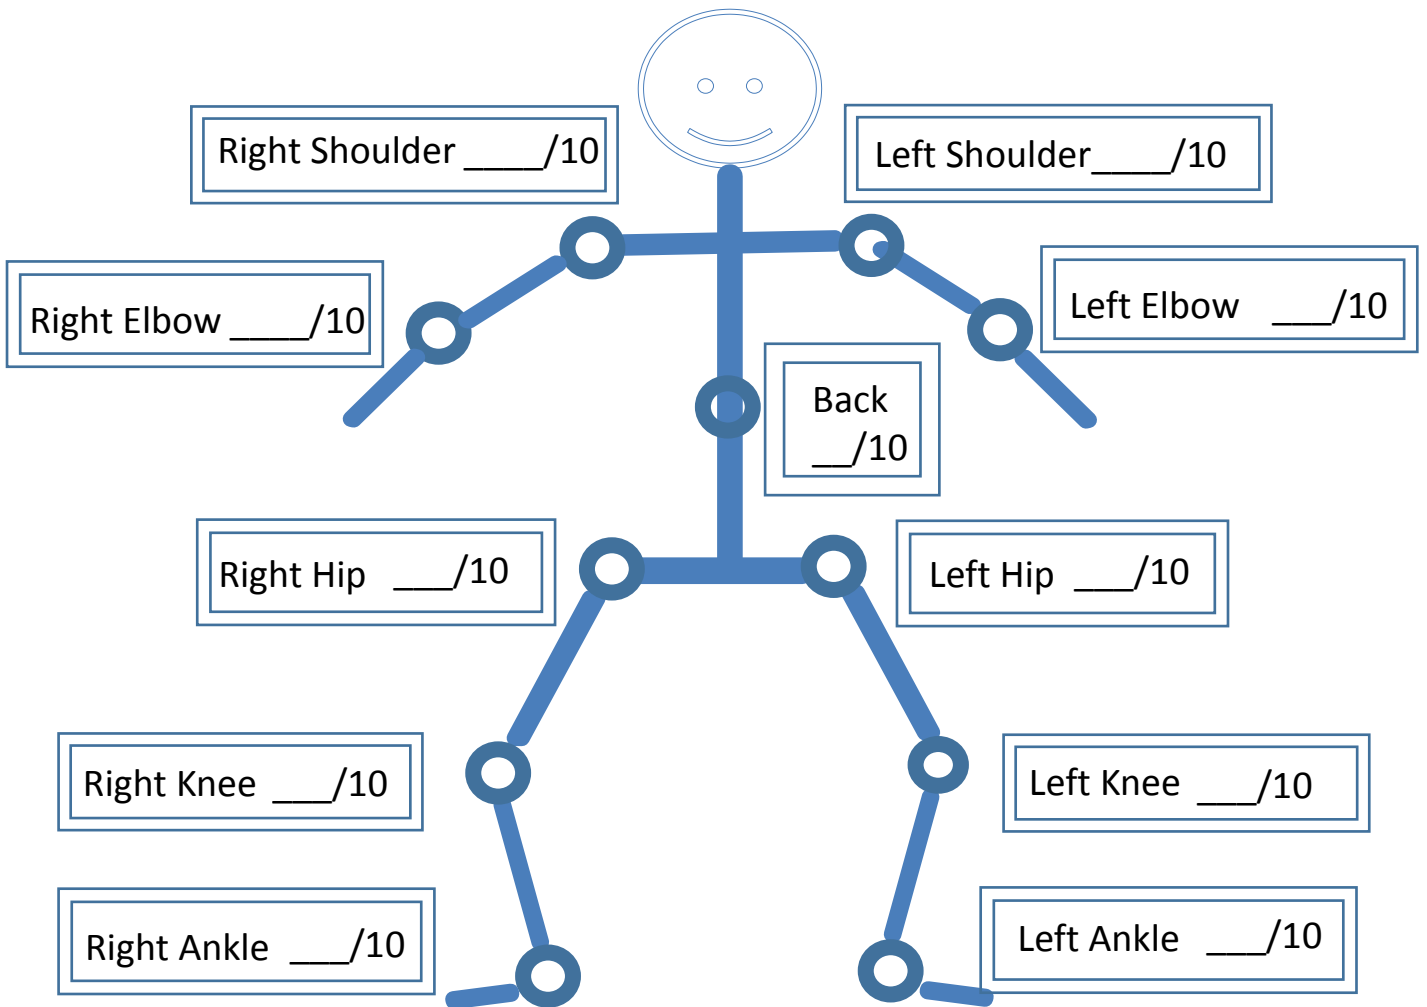 Right Shoulder ____/10
Left Shoulder____/10
Right Elbow ____/10
Left Elbow ___/10
Back
__/10
Right Hip ___/10
Left Hip ___/10
Right Knee ___/10
Left Knee ___/10
Right Ankle ___/10
Left Ankle ___/10